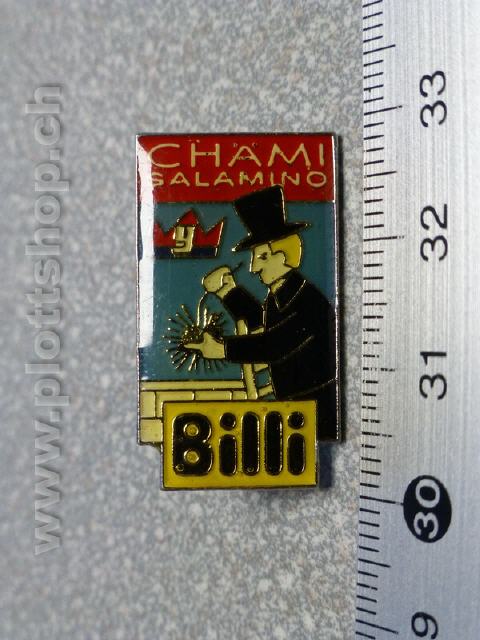 CHAMI
SALAMINO
y
Billi
www.plottshop.ch
33
32
31
30
9